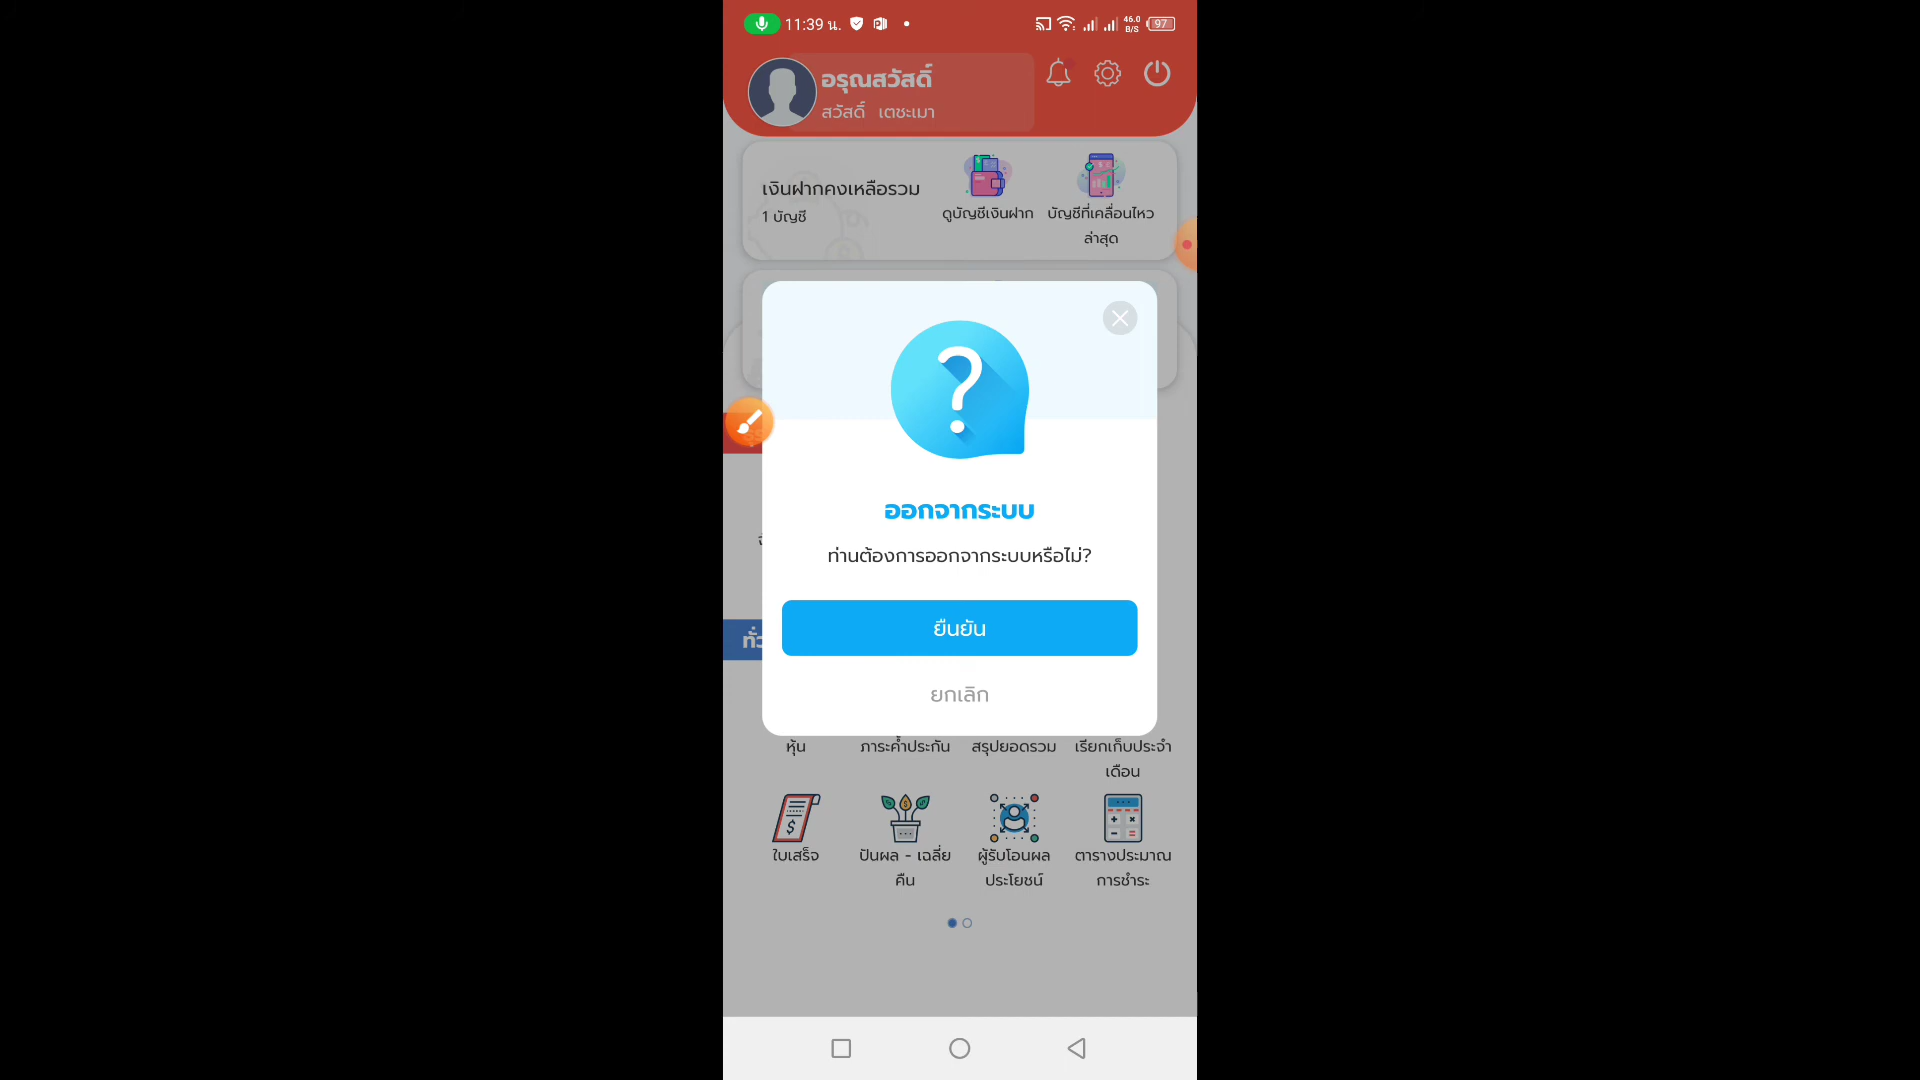 11:39 น.
46.0
B/S
97
อรุณสวัสดิ์
สวัสดิ์ เตชะเมา
เงินฝากคงเหลือรวม
1 บัญชี
ดูบัญชีเงินฝาก
บัญชีที่เคลื่อนไหว
ล่าสุด
ออกจากระบบ
ท่านต้องการออกจากระบบหรือไม่?
ยืนยัน
ยกเลิก
หุ้น
ภาระค้ำประกัน
สรุปยอดรวม
เรียกเก็บประจำ
เดือน
ใบเสร็จ
ปันผล - เฉลี่ย
คืน
ผู้รับโอนผล
ประโยชน์
ตารางประมาณ
การชำระ